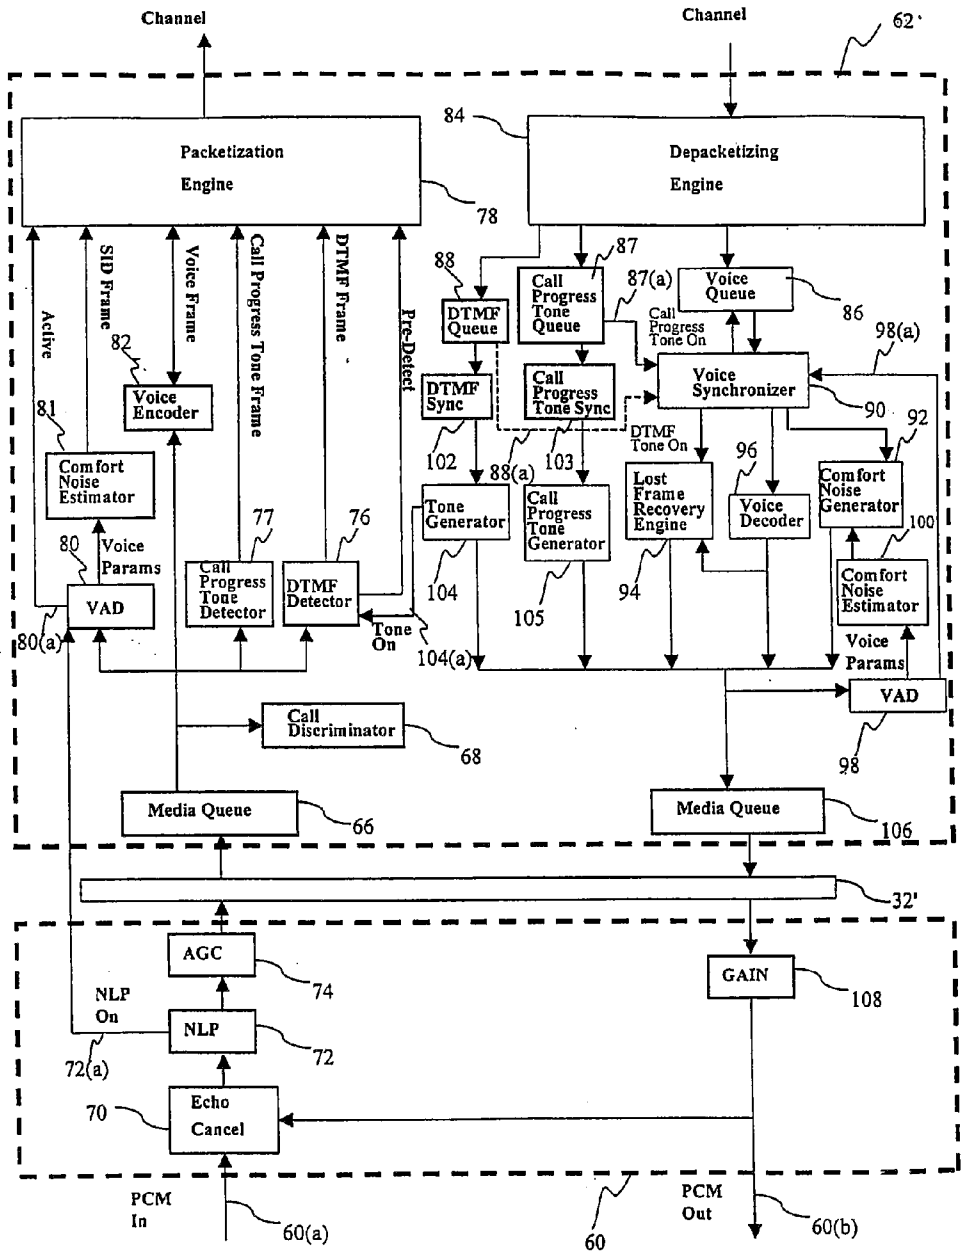 Channel
Channel
62'
84
Packetization
Engine
78
Depacketizing
Engine
Active
SID Frame
Voice Frame
Call Progress Tone Frame
DTMF Frame
Pre-Detect
88
DTMF
Queue
Call
Progress
Tone Queue
87
87(a)
Call
Progress
Tone On
Voice
Queue
86
98(a)
82
Voice
Encoder
DTMF
Sync
102
Call
Progress
Tone Sync
103
88(a)
Voice
Synchronizer
90
DTMF
Tone On
92
81
Comfort
Noise
Estimator
Tone
Generator
104
Call
Progress
Tone
Generator
105
Lost
Frame
Recovery
Engine
94
96
Voice
Decoder
Comfort
Noise
Generator
100
Voice
Params
80
VAD
80(a)
77
Call
Progress
Tone
Detector
76
DTMF
Detector
Tone
On
104(a)
Comfort
Noise
Estimator
Voice
Params
VAD
98
Call
Discriminator
68
Media Queue
66
Media Queue
106
32'
AGC
74
GAIN
108
NLP
On
72(a)
NLP
72
70
Echo
Cancel
PCM
In
60(a)
60
PCM
Out
60(b)